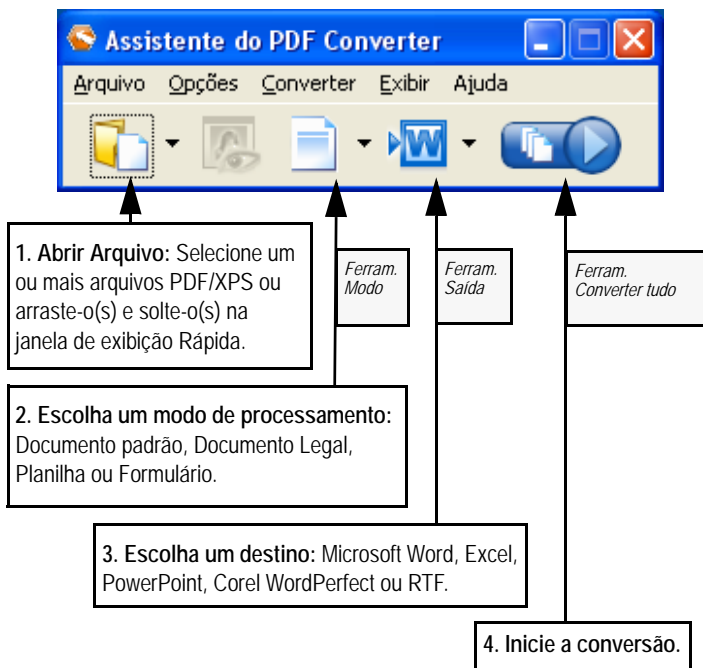 Assistente do PDF Converter
Arquivo Opções Converter Exibir Ajuda
W
1. Abrir Arquivo: Selecione um
ou mais arquivos PDF/XPS ou
arraste-o(s) e solte-o(s) na
janela de exibição Rápida.
Ferram.
Modo
Ferram.
Saída
Ferram.
Converter tudo
2. Escolha um modo de processamento:
Documento padrão, Documento Legal,
Planilha ou Formulário.
3. Escolha um destino: Microsoft Word, Excel,
PowerPoint, Corel WordPerfect ou RTF.
4. Inicie a conversão.